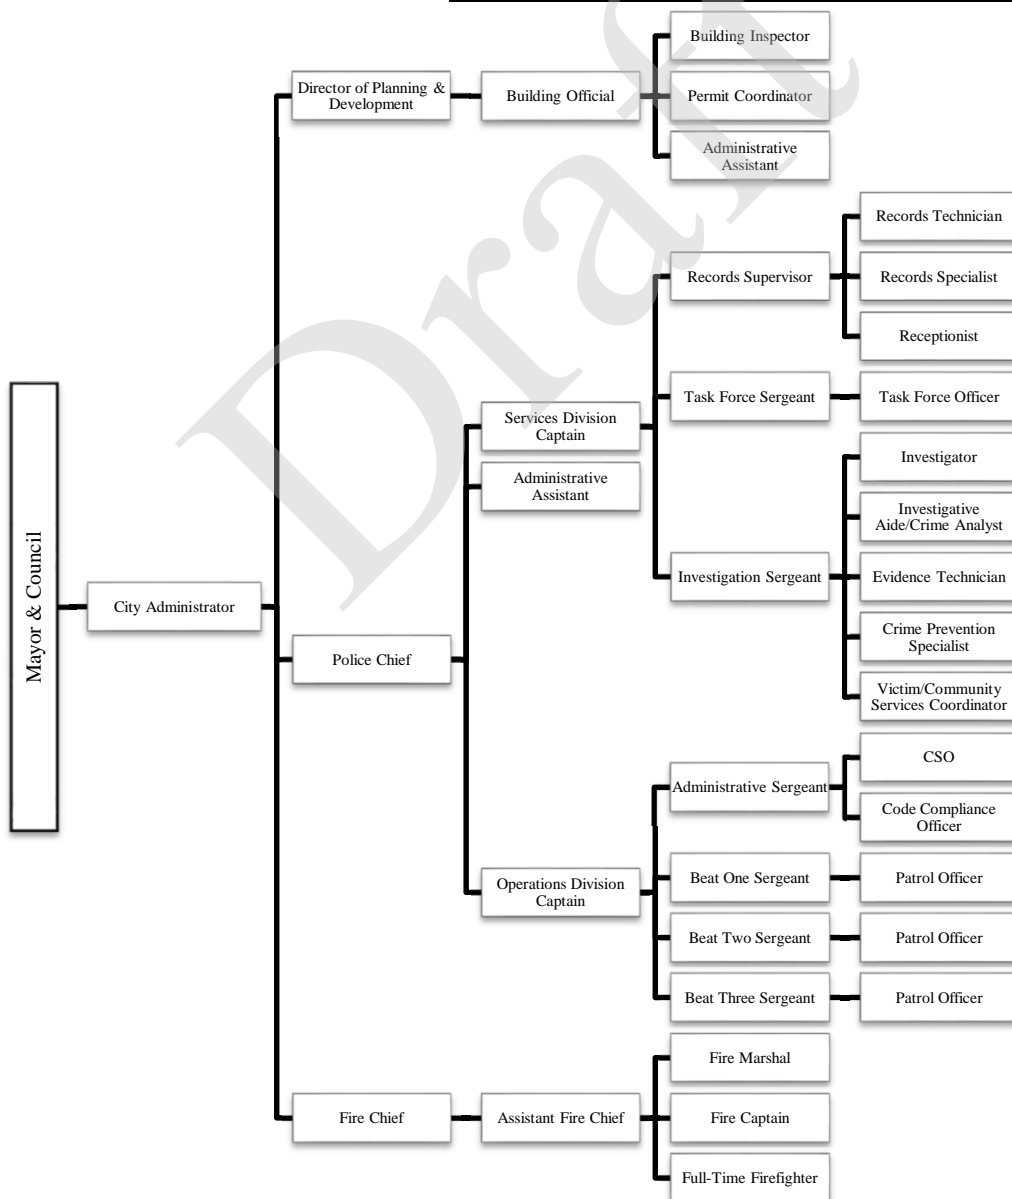 Building Inspector
Director of Planning &
Development
Building Official
Permit Coordinator
Administrative
Assistant
Records Technician
Records Supervisor
Records Specialist
Receptionist
Services Division
Captain
Task Force Sergeant
Task Force Officer
Administrative
Assistant
Investigator
Investigative
Aide/Crime Analyst
Investigation Sergeant
Evidence Technician
Crime Prevention
Specialist
Victim/Community
Services Coordinator
Mayor & Council
City Administrator
Police Chief
Administrative Sergeant
CSO
Code Compliance
Officer
Operations Division
Captain
Beat One Sergeant
Patrol Officer
Beat Two Sergeant
Patrol Officer
Beat Three Sergeant
Patrol Officer
Fire Marshal
Fire Chief
Assistant Fire Chief
Fire Captain
Full-Time Firefighter
Draft